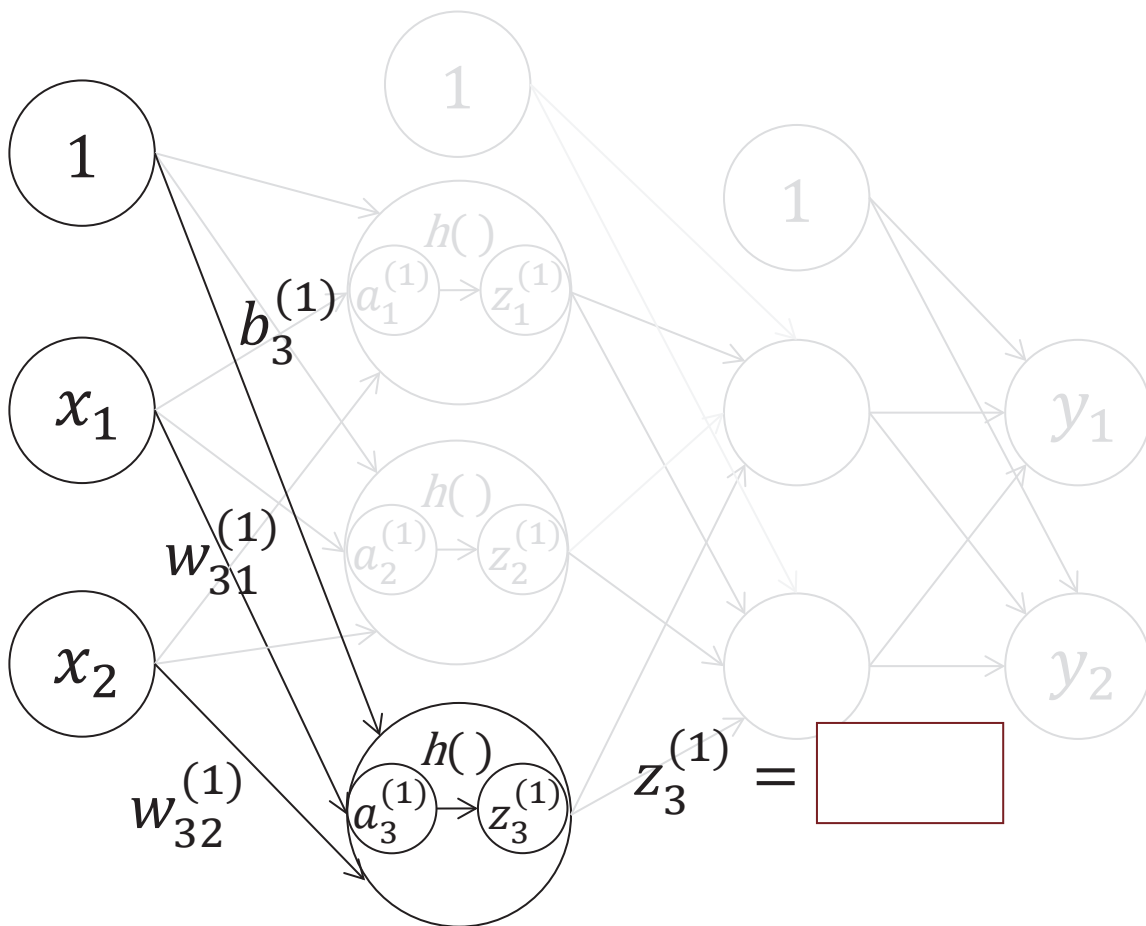 1
1
1
h()
a₁⁽¹⁾ z₁⁽¹⁾
b₃⁽¹⁾
x₁
y₁
h()
a₂⁽¹⁾ z₂⁽¹⁾
w₃₁⁽¹⁾
x₂
y₂
h()
a₃⁽¹⁾ z₃⁽¹⁾
z₃⁽¹⁾ =
w₃₂⁽¹⁾